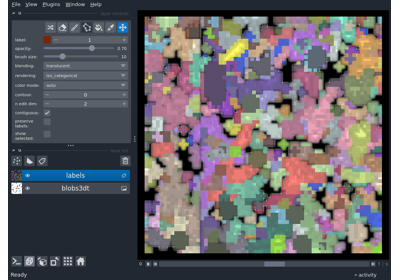 File View Plugins Window Help
label: 1
opacity: 0.70
brush size: 10
blending: translucent
rendering: iso_categorical
color mode: auto
contour: 0
n edit dim: 2
contiguous:
preserve
labels:
show
selected:
labels
blobs3dt
Ready
activity